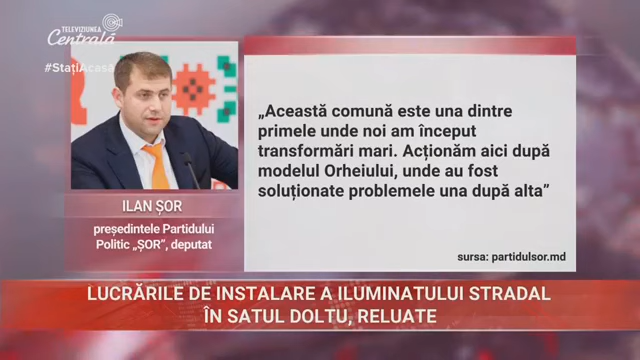 TELEVIZIUNEA
Centrală
#StațiAcasă
„Această comună este una dintre
primele unde noi am început
transformări mari. Acționăm aici după
modelul Orheiului, unde au fost
soluționate problemele una după alta”
sursa: partidulsor.md
ILAN ȘOR
președintele Partidului
Politic „ȘOR”, deputat
LUCRĂRILE DE INSTALARE A ILUMINATULUI STRADAL
ÎN SATUL DOLTU, RELUATE